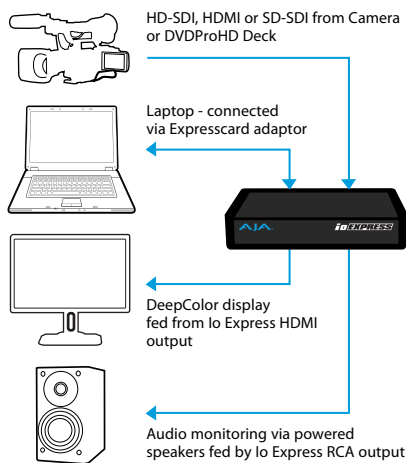 HD-SDI, HDMI or SD-SDI from Camera
or DVDProHD Deck
Laptop - connected
via Expresscard adaptor
AJA
io EXPRESS
DeepColor display
fed from Io Express HDMI
output
Audio monitoring via powered
speakers fed by Io Express RCA output